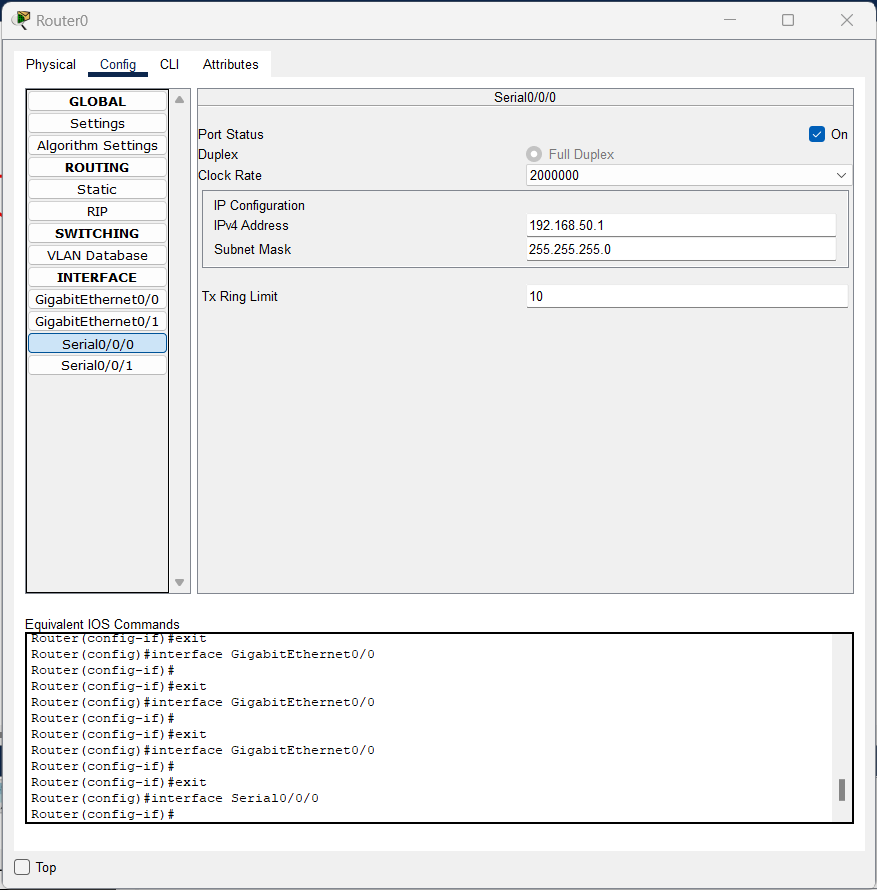 Router0
Physical Config CLI Attributes
GLOBAL
Settings
Algorithm Settings
ROUTING
Static
RIP
SWITCHING
VLAN Database
INTERFACE
GigabitEthernet0/0
GigabitEthernet0/1
Serial0/0/0
Serial0/0/1
Serial0/0/0
Port Status On
Duplex Full Duplex
Clock Rate 2000000
IP Configuration
IPv4 Address 192.168.50.1
Subnet Mask 255.255.255.0
Tx Ring Limit 10
Equivalent IOS Commands
Router(config-if)#exit
Router(config)#interface GigabitEthernet0/0
Router(config-if)#
Router(config-if)#exit
Router(config)#interface GigabitEthernet0/0
Router(config-if)#
Router(config-if)#exit
Router(config)#interface GigabitEthernet0/0
Router(config-if)#
Router(config-if)#exit
Router(config)#interface Serial0/0/0
Router(config-if)#
Top